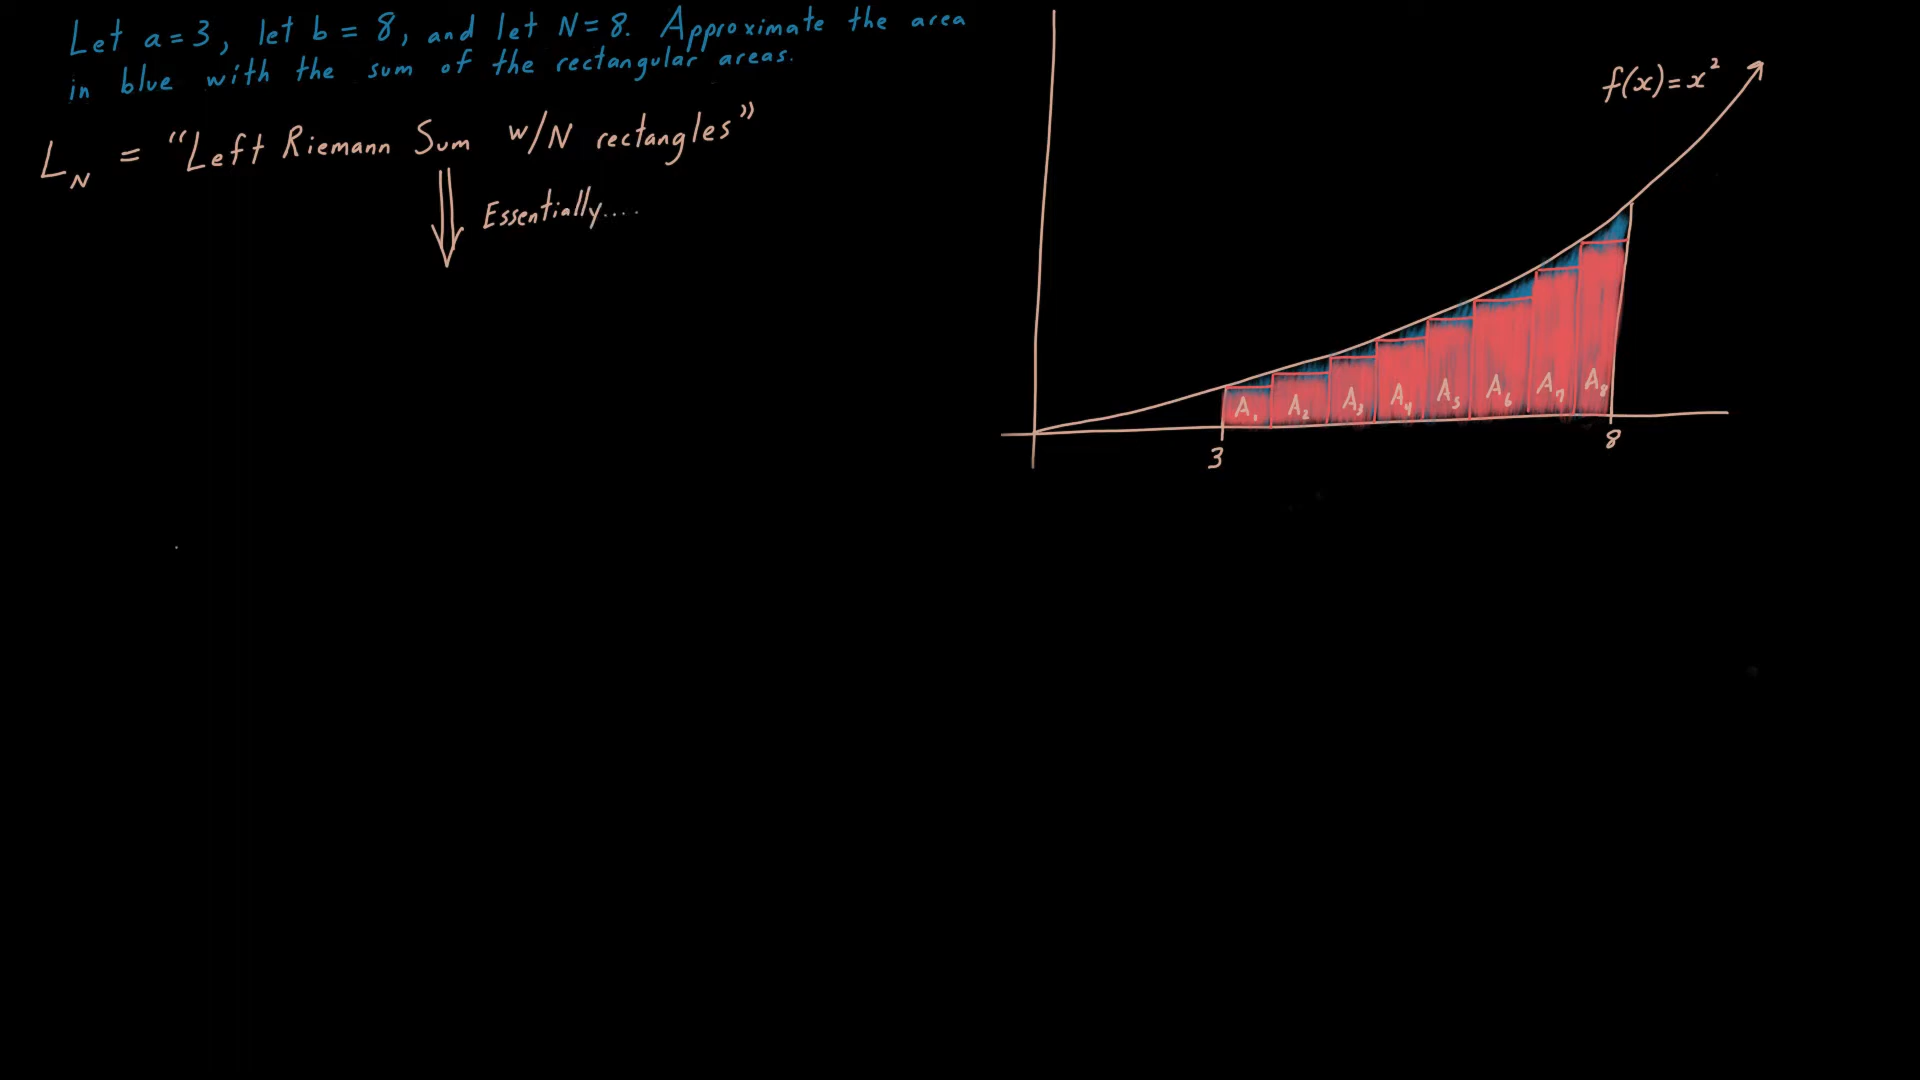 Let a = 3, let b = 8, and let N = 8. Approximate the area
in blue with the sum of the rectangular areas.
L_N = "Left Riemann Sum w/N rectangles"
Essentially....
f(x) = x²
A₁ A₂ A₃ A₄ A₅ A₆ A₇ A₈
3 8